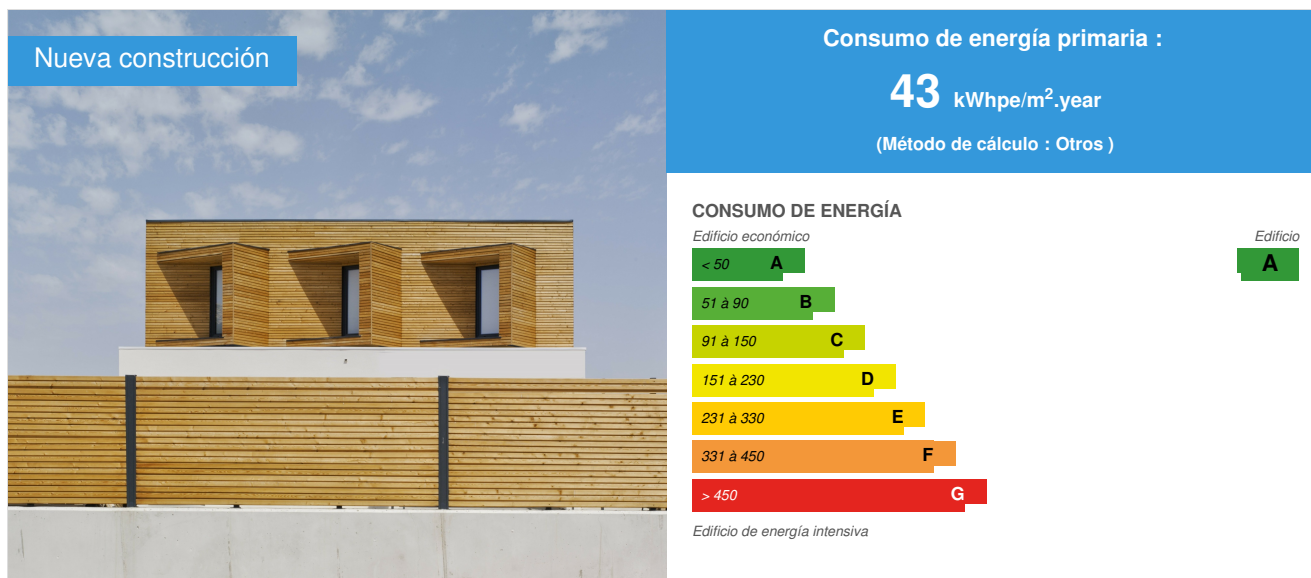 Nueva construcción
Consumo de energía primaria :
43 kWhpe/m².year
(Método de cálculo : Otros )
CONSUMO DE ENERGÍA
Edificio económico
Edificio
< 50 A
A
51 à 90 B
91 à 150 C
151 à 230 D
231 à 330 E
331 à 450 F
> 450 G
Edificio de energía intensiva